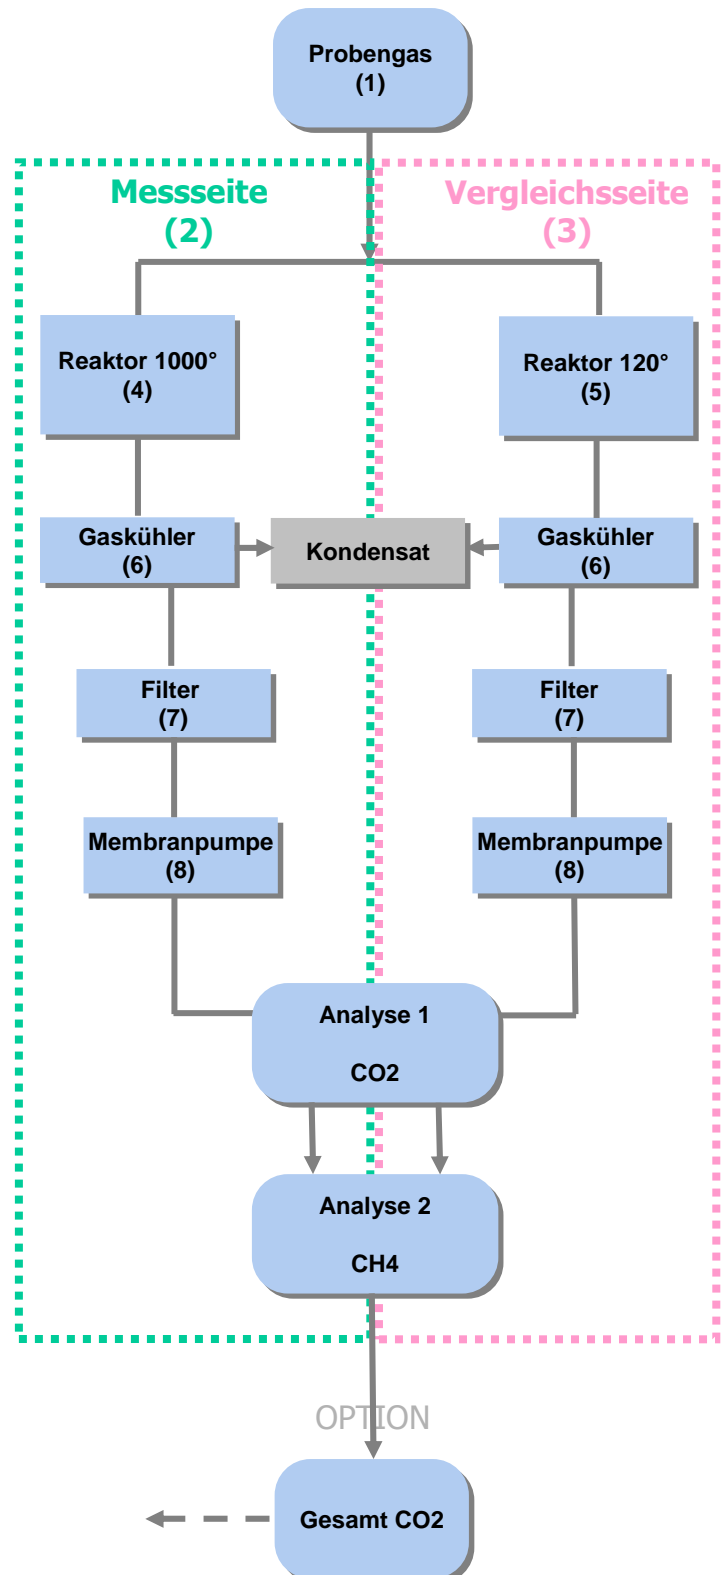 Probengas
(1)
Messseite
(2)
Vergleichsseite
(3)
Reaktor 1000°
(4)
Reaktor 120°
(5)
Gaskühler
(6)
Kondensat
Gaskühler
(6)
Filter
(7)
Filter
(7)
Membranpumpe
(8)
Membranpumpe
(8)
Analyse 1
CO2
Analyse 2
CH4
OPTION
Gesamt CO2